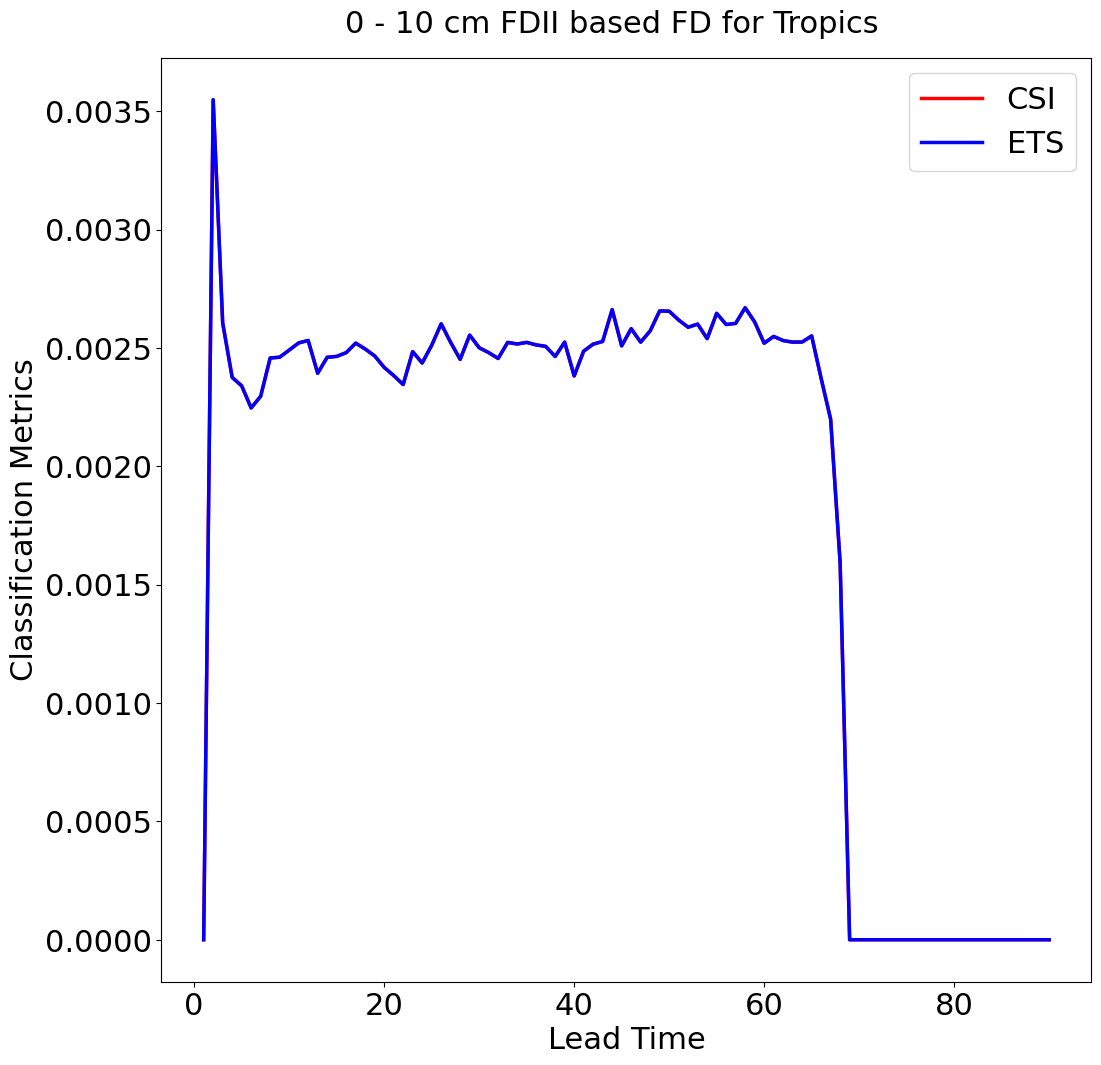 0 - 10 cm FDII based FD for Tropics
CSI
ETS
Classification Metrics
0.0035
0.0030
0.0025
0.0020
0.0015
0.0010
0.0005
0.0000
0 20 40 60 80
Lead Time